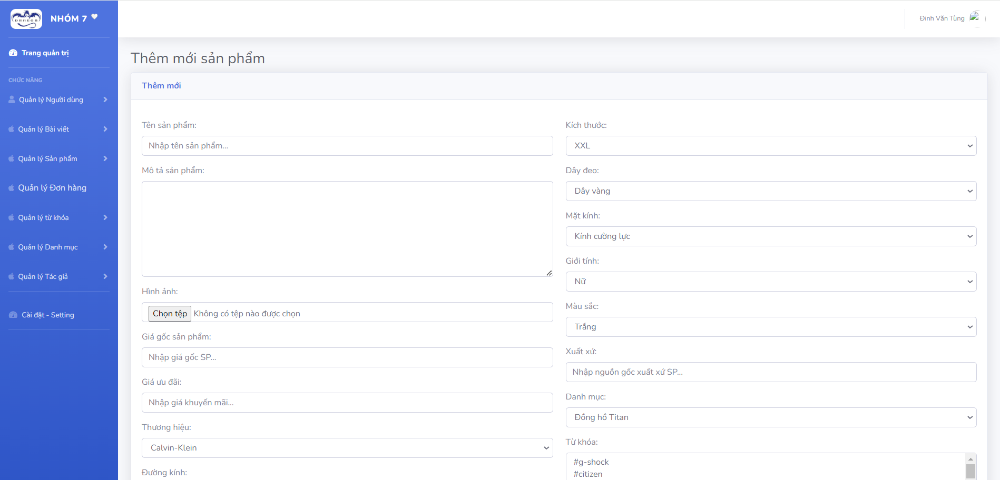 DRAGON
NHÓM 7
Đinh Văn Tùng
Trang quản trị
CHỨC NĂNG
Quản lý Người dùng
Quản lý Bài viết
Quản lý Sản phẩm
Quản lý Đơn hàng
Quản lý từ khóa
Quản lý Danh mục
Quản lý Tác giả
Cài đặt - Setting
Thêm mới sản phẩm
Thêm mới
Tên sản phẩm:
Nhập tên sản phẩm...
Mô tả sản phẩm:
Hình ảnh:
Chọn tệp Không có tệp nào được chọn
Giá gốc sản phẩm:
Nhập giá gốc SP...
Giá ưu đãi:
Nhập giá khuyến mãi...
Thương hiệu:
Calvin-Klein
Đường kính:
Kích thước:
XXL
Dây đeo:
Dây vàng
Mặt kính:
Kính cường lực
Giới tính:
Nữ
Màu sắc:
Trắng
Xuất xứ:
Nhập nguồn gốc xuất xứ SP...
Danh mục:
Đồng hồ Titan
Từ khóa:
#g-shock
#citizen